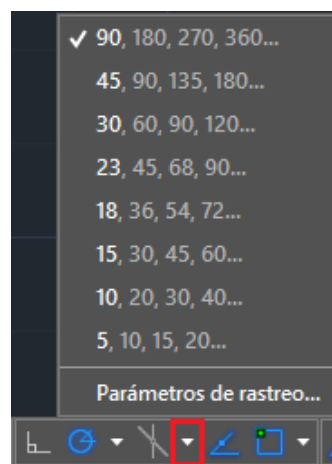 90, 180, 270, 360...
45, 90, 135, 180...
30, 60, 90, 120...
23, 45, 68, 90...
18, 36, 54, 72...
15, 30, 45, 60...
10, 20, 30, 40...
5, 10, 15, 20...
Parámetros de rastreo...